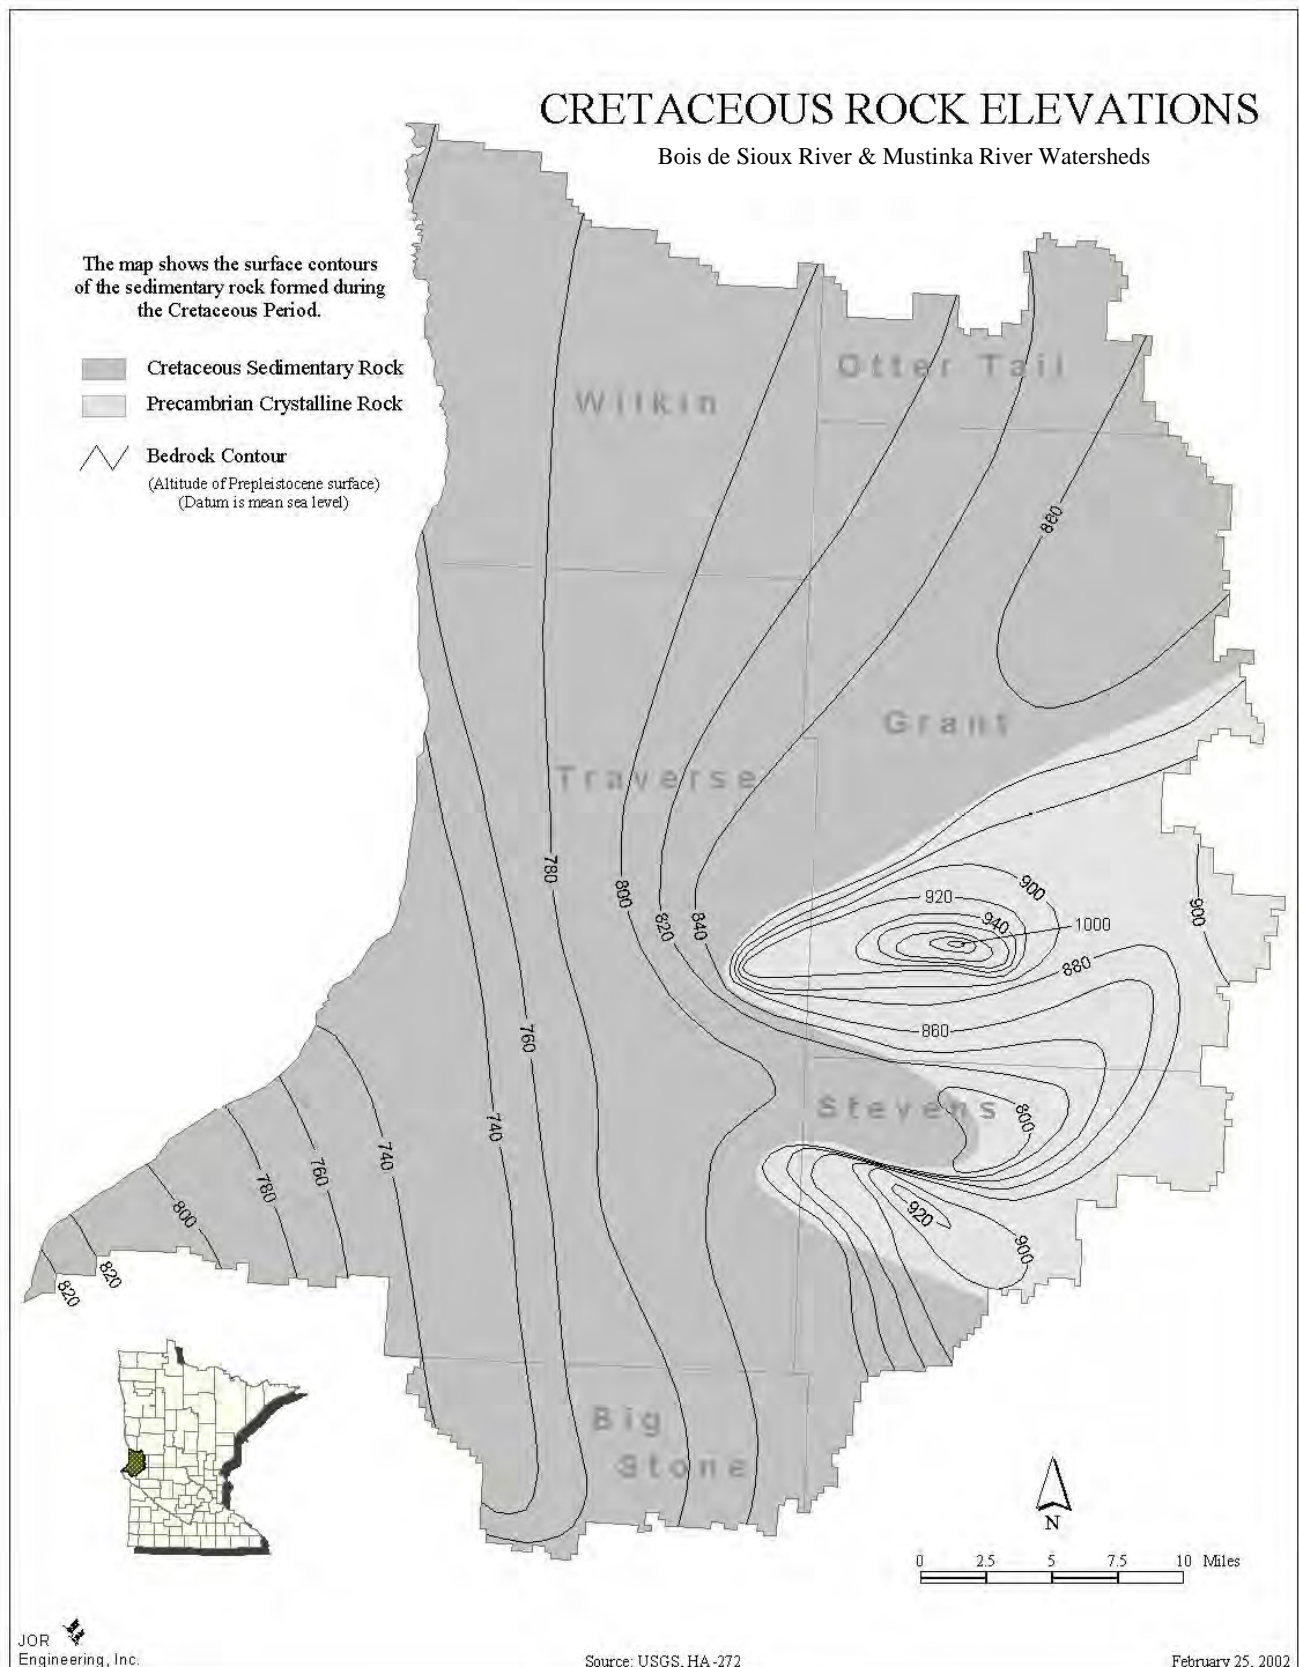 CRETACEOUS ROCK ELEVATIONS
Bois de Sioux River & Mustinka River Watersheds
The map shows the surface contours
of the sedimentary rock formed during
the Cretaceous Period.
Cretaceous Sedimentary Rock
Precambrian Crystalline Rock
Bedrock Contour
(Altitude of Prepleistocene surface)
(Datum is mean sea level)
Otter Tail
Wilkin
860
Grant
Traverse
780
800
820
840
900
920
940
1000
900
880
860
760
740
Stevens
800
740
760
780
800
820
820
920
900
Big
Stone
N
0 2.5 5 7.5 10 Miles
JOR
Engineering, Inc.
Source: USGS, HA-272
February 25, 2002